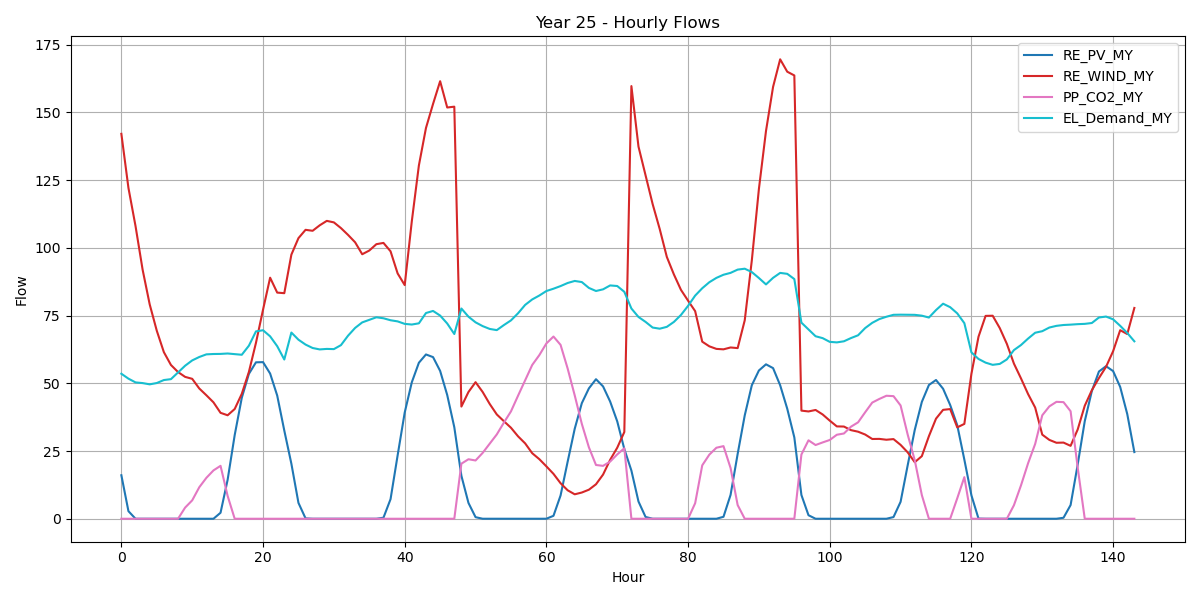 Year 25 - Hourly Flows
175
150
125
100
75
50
25
0
Flow
RE_PV_MY
RE_WIND_MY
PP_CO2_MY
EL_Demand_MY
0 20 40 60 80 100 120 140
Hour